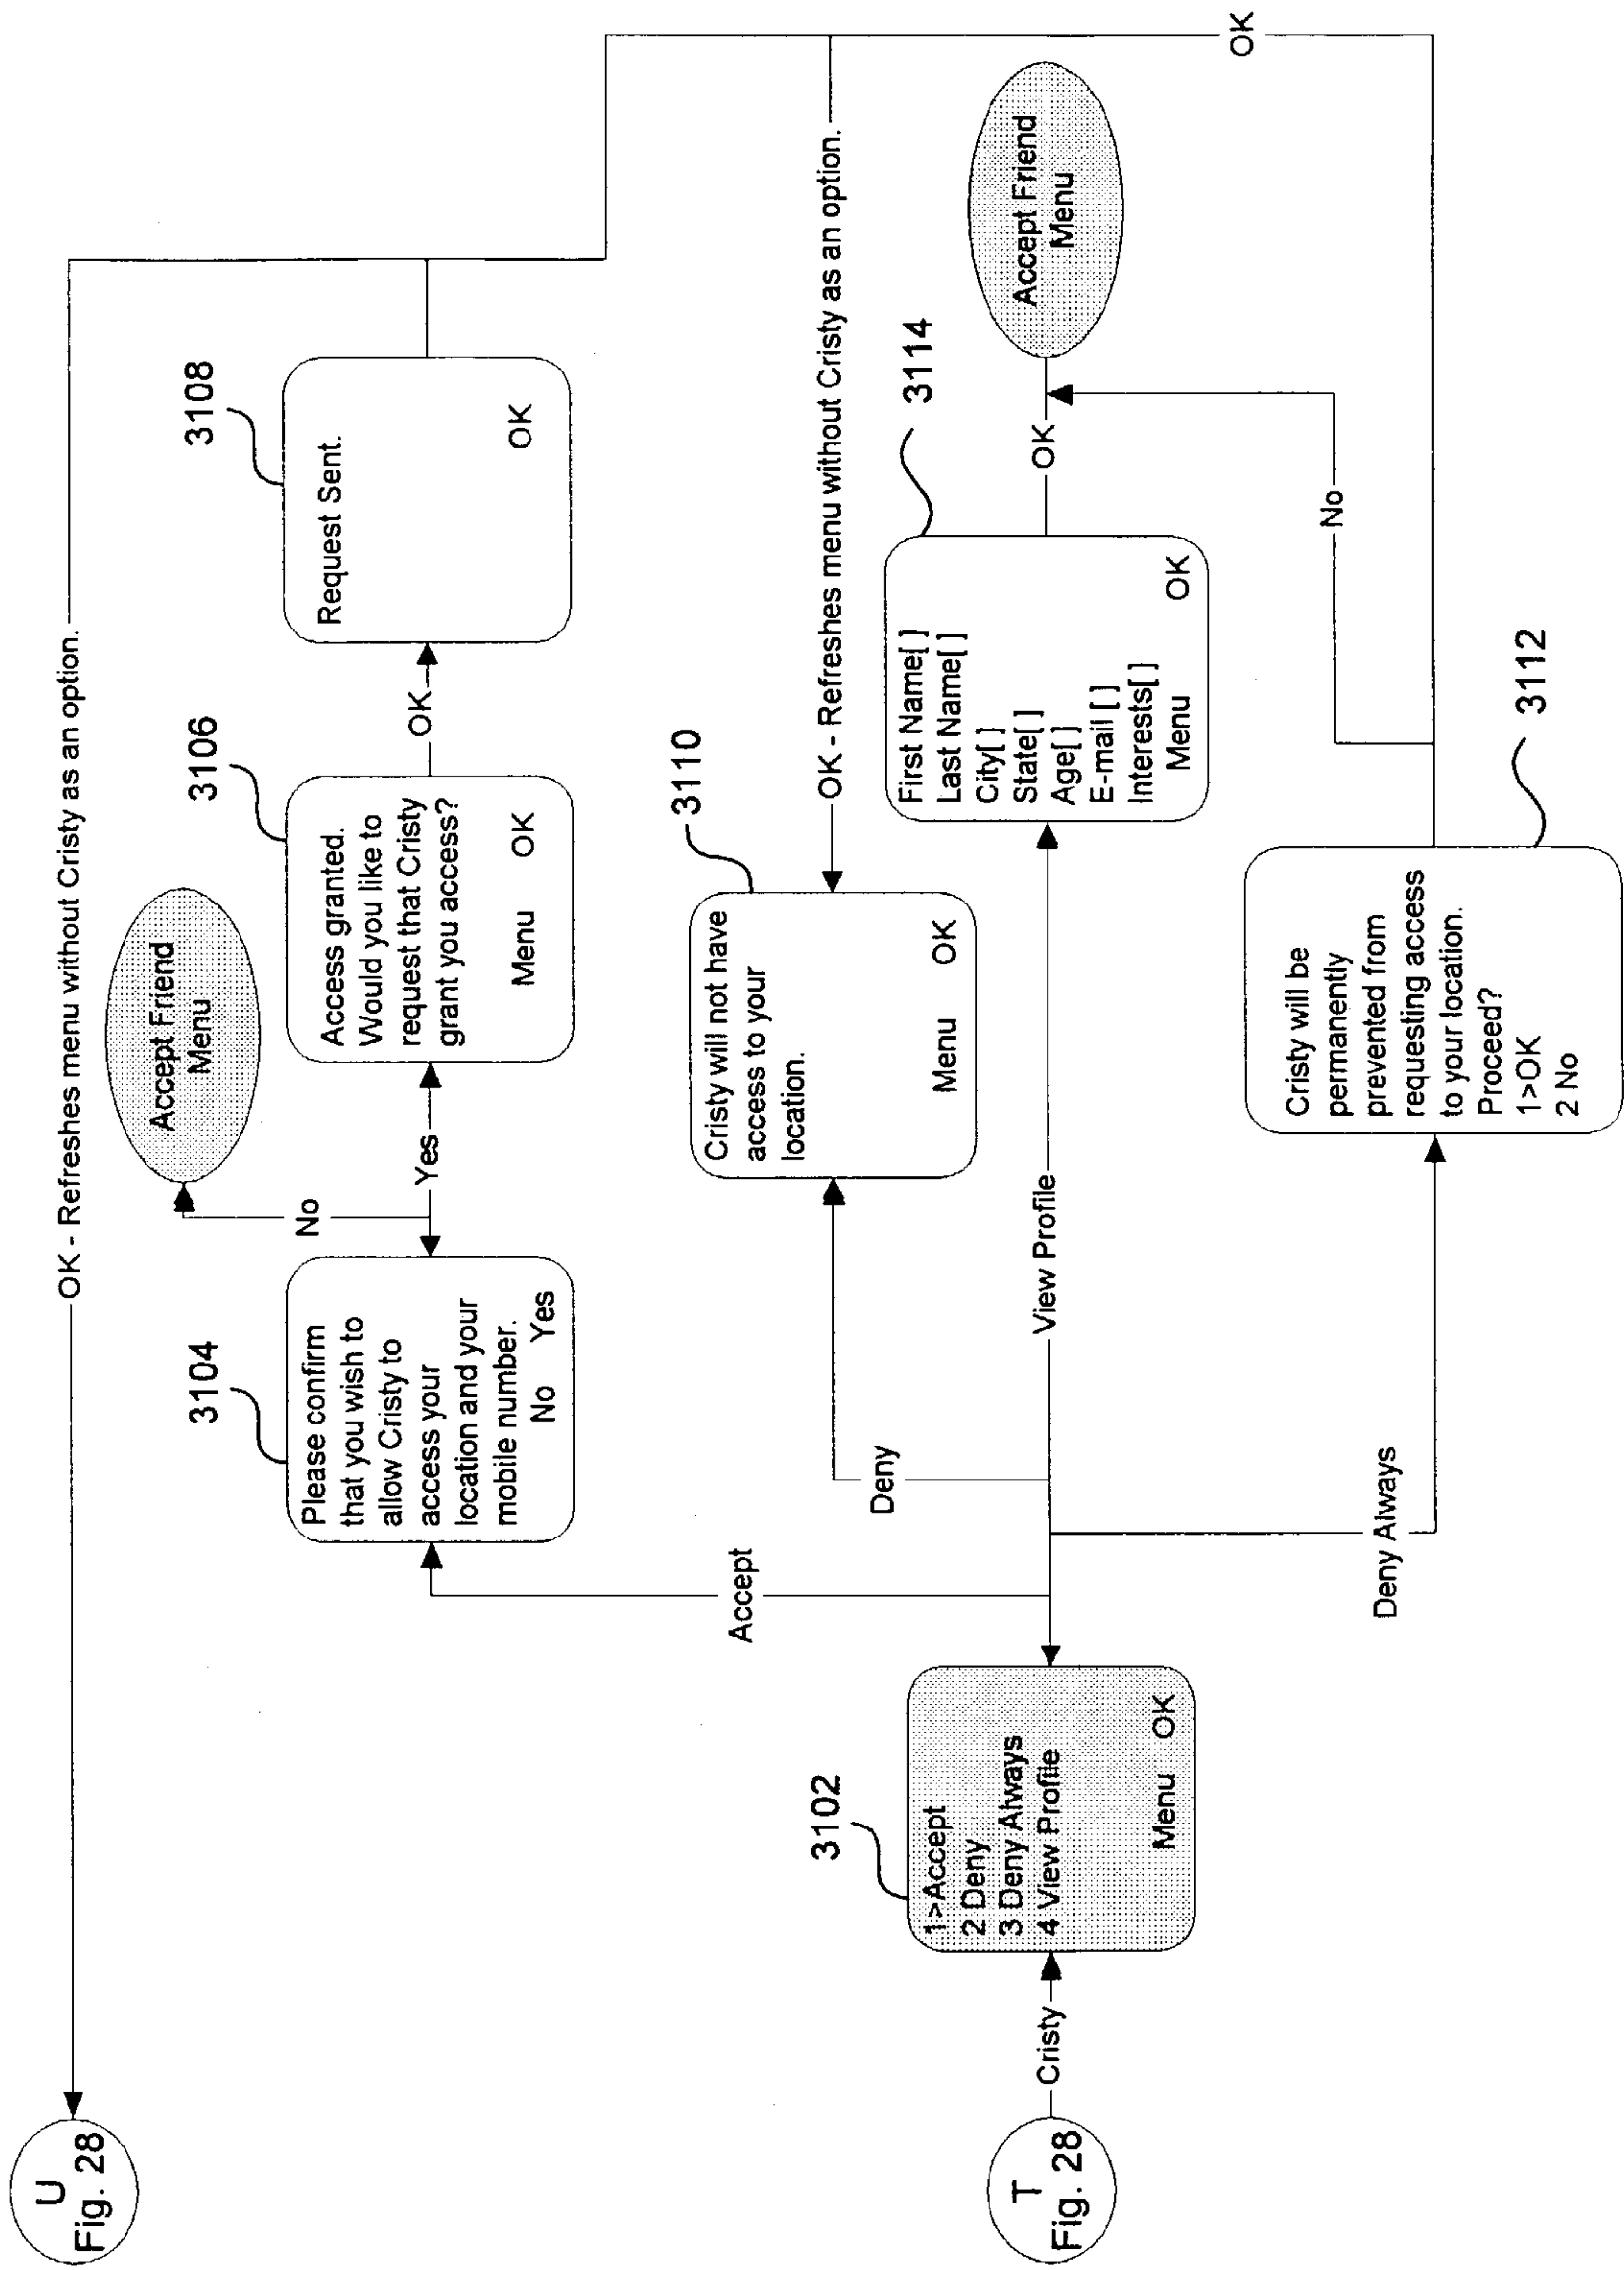 U
Fig. 28
OK - Refreshes menu without Cristy as an option.
Accept Friend
Menu
3104
Please confirm
that you wish to
allow Cristy to
access your
location and your
mobile number.
No Yes
No
Yes
3106
Access granted.
Would you like to
request that Cristy
grant you access?
Menu OK
OK
3108
Request Sent.
OK
Accept
Deny
3110
Cristy will not have
access to your
location.
Menu OK
OK - Refreshes menu without Cristy as an option.
T
Fig. 28
Cristy
3102
1>Accept
2 Deny
3 Deny Always
4 View Profile
Menu OK
View Profile
3114
First Name[ ]
Last Name[ ]
City[ ]
State[ ]
Age[ ]
E-mail [ ]
Interests[ ]
Menu OK
OK
Accept Friend
Menu
Deny Always
3112
Cristy will be
permanently
prevented from
requesting access
to your location.
Proceed?
1>OK
2 No
No
OK